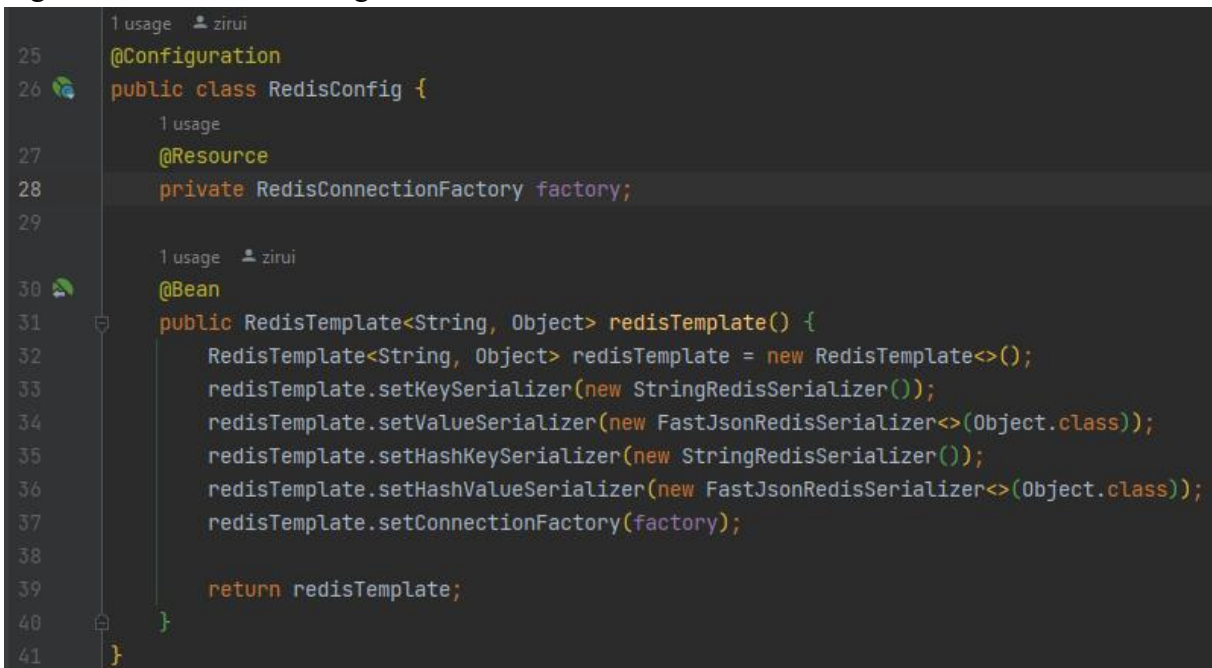 1 usage zirui
25 @Configuration
26 public class RedisConfig {
1 usage
27 @Resource
28 private RedisConnectionFactory factory;
29
1 usage zirui
30 @Bean
31 public RedisTemplate<String, Object> redisTemplate() {
32 RedisTemplate<String, Object> redisTemplate = new RedisTemplate<>();
33 redisTemplate.setKeySerializer(new StringRedisSerializer());
34 redisTemplate.setValueSerializer(new FastJsonRedisSerializer<>(Object.class));
35 redisTemplate.setHashKeySerializer(new StringRedisSerializer());
36 redisTemplate.setHashValueSerializer(new FastJsonRedisSerializer<>(Object.class));
37 redisTemplate.setConnectionFactory(factory);
38
39 return redisTemplate;
40 }
41 }